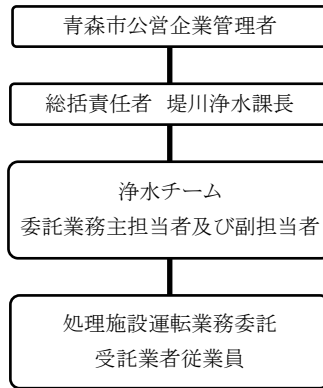 青森市公営企業管理者
総括責任者 堤川浄水課長
浄水チーム
委託業務主担当者及び副担当者
処理施設運転業務委託
受託業者従業員